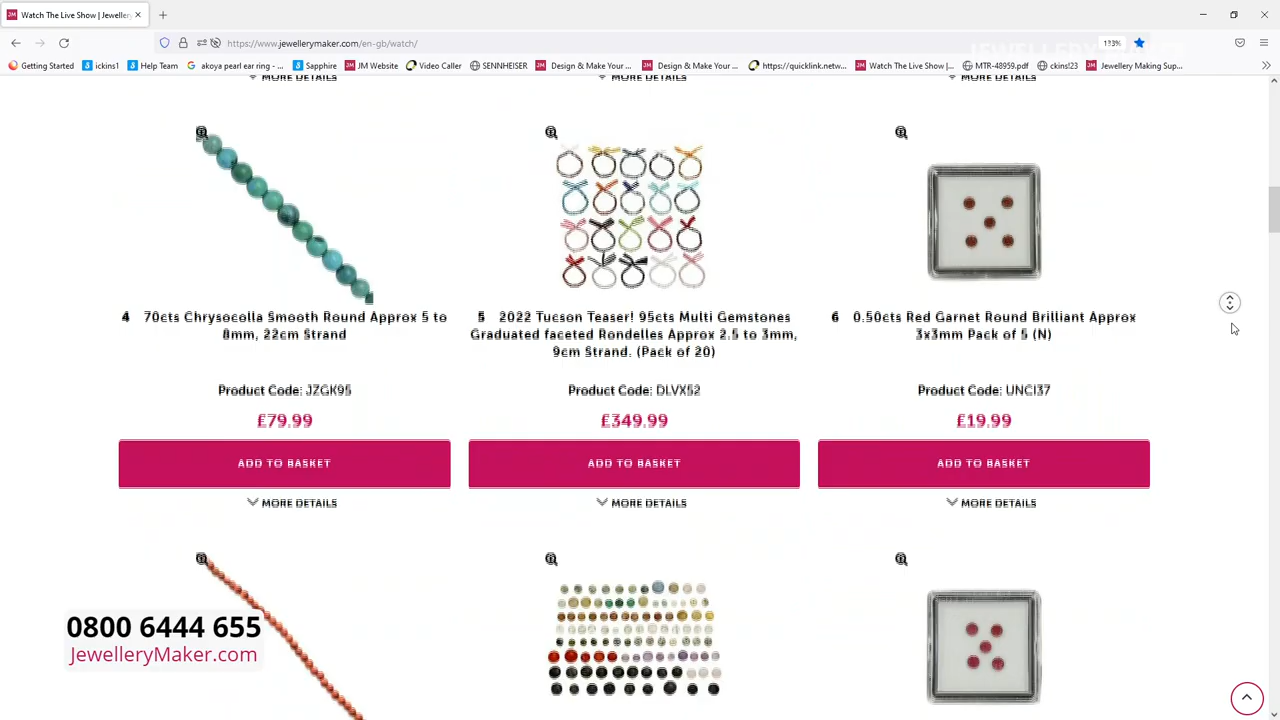 Watch The Live Show | Jeweller
https://www.jewellerymaker.com/en-gb/watch/
133%
Getting Started
ickins1
Help Team
akoya pearl ear ring - ...
Sapphire
JM Website
Video Caller
SENNHEISER
Design & Make Your ...
Design & Make Your ...
https://quicklink.netw...
Watch The Live Show |...
MTR-48959.pdf
ckins!23
Jewellery Making Sup...
MORE DETAILS
MORE DETAILS
MORE DETAILS
4 70cts Chrysocolla Smooth Round Approx 5 to
8mm, 22cm Strand
Product Code: JZGK95
£79.99
ADD TO BASKET
MORE DETAILS
5 2022 Tucson Teaser! 95cts Multi Gemstones
Graduated faceted Rondelles Approx 2.5 to 3mm,
9cm Strand. (Pack of 20)
Product Code: DLVX52
£349.99
ADD TO BASKET
MORE DETAILS
6 0.50cts Red Garnet Round Brilliant Approx
3x3mm Pack of 5 (N)
Product Code: UNCI37
£19.99
ADD TO BASKET
MORE DETAILS
0800 6444 655
JewelleryMaker.com